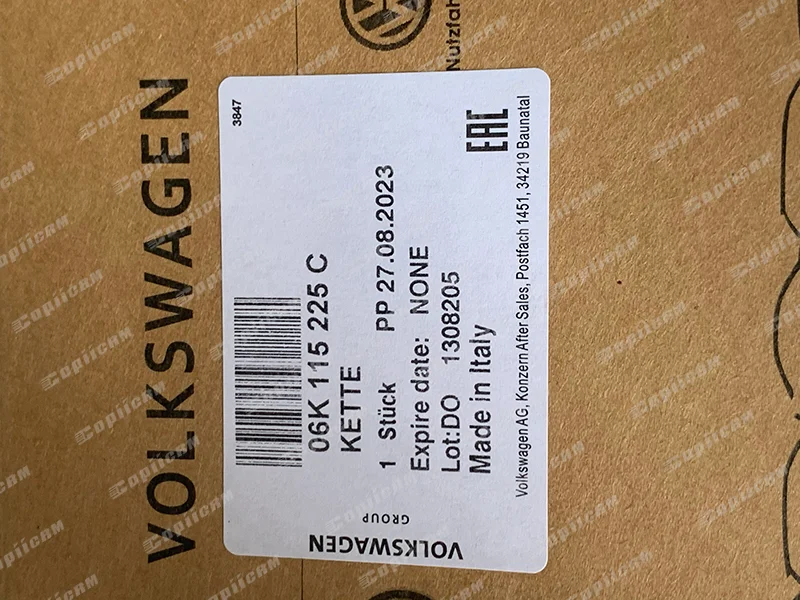 VOLKSWAGEN
Nutzfah
3847
06K 115 225 C
KETTE
1 Stück PP 27.08.2023
Expire date: NONE
Lot:DO 1308205
Made in Italy
EAC
Volkswagen AG, Konzern After Sales, Postfach 1451, 34219 Baunatal
VOLKSWAGEN
GROUP
Sopiicam